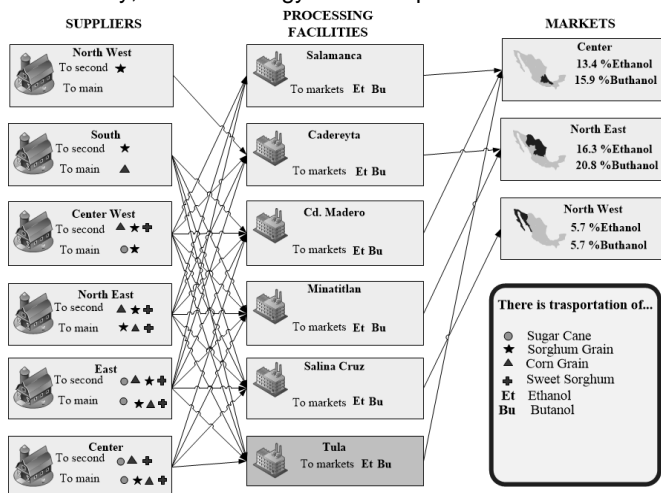 SUPPLIERS
PROCESSING
FACILITIES
MARKETS
North West
To second
To main
South
To second
To main
Center West
To second
To main
North East
To second
To main
East
To second
To main
Center
To second
To main
Salamanca
To markets Et Bu
Cadereyta
To markets Et Bu
Cd. Madero
To markets Et Bu
Minatitlan
To markets Et Bu
Salina Cruz
To markets Et Bu
Tula
To markets Et Bu
Center
13.4 %Ethanol
15.9 %Buthanol
North East
16.3 %Ethanol
20.8 %Buthanol
North West
5.7 %Ethanol
5.7 %Buthanol
There is trasportation of...
Sugar Cane
Sorghum Grain
Corn Grain
Sweet Sorghum
Et Ethanol
Bu Butanol